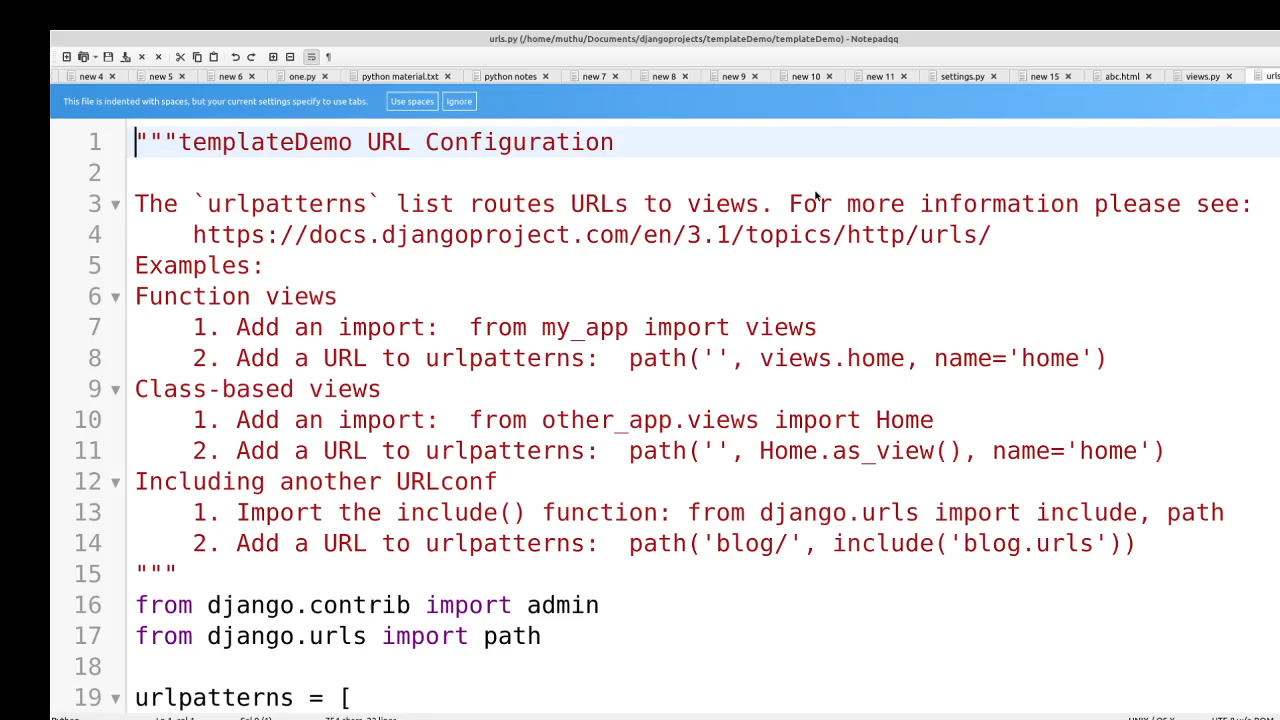 urls.py (/home/muthu/Documents/djangoprojects/templateDemo/templateDemo) - Notepadqq
new 4 new 5 new 6 one.py python material.txt python notes new 7 new 8 new 9 new 10 new 11 settings.py new 15 abc.html views.py urls
This file is indented with spaces, but your current settings specify to use tabs. Use spaces Ignore
1 """templateDemo URL Configuration
2
3 The `urlpatterns` list routes URLs to views. For more information please see:
4 https://docs.djangoproject.com/en/3.1/topics/http/urls/
5 Examples:
6 Function views
7 1. Add an import:  from my_app import views
8 2. Add a URL to urlpatterns:  path('', views.home, name='home')
9 Class-based views
10 1. Add an import:  from other_app.views import Home
11 2. Add a URL to urlpatterns:  path('', Home.as_view(), name='home')
12 Including another URLconf
13 1. Import the include() function: from django.urls import include, path
14 2. Add a URL to urlpatterns:  path('blog/', include('blog.urls'))
15 """
16 from django.contrib import admin
17 from django.urls import path
18
19 urlpatterns = [